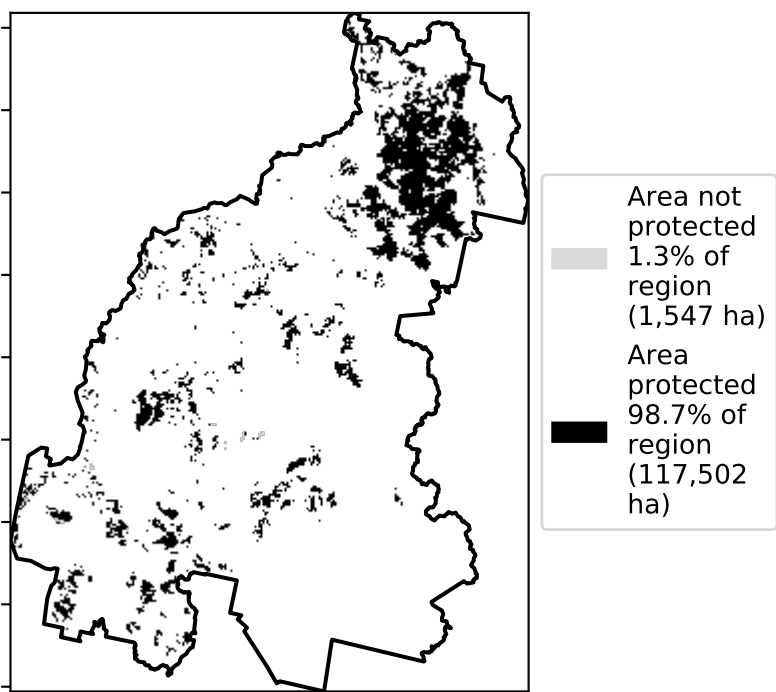 Area not
protected
1.3% of
region
(1,547 ha)
Area
protected
98.7% of
region
(117,502
ha)